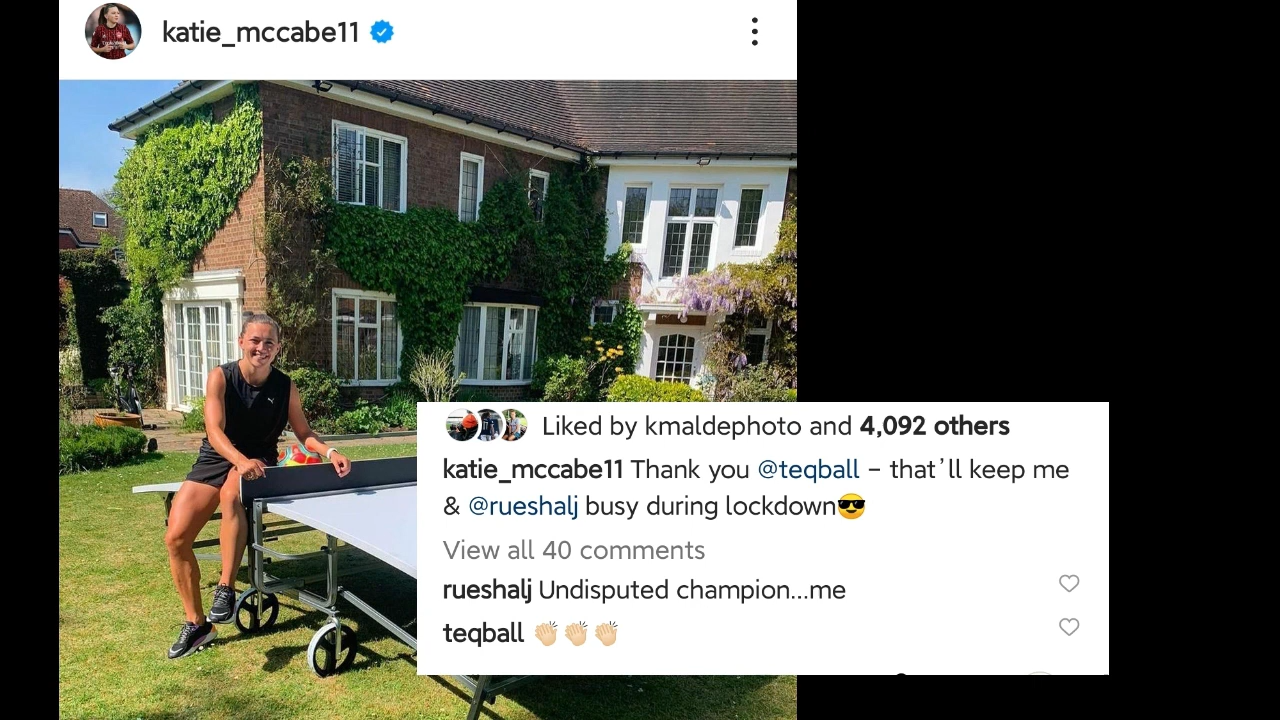 katie_mccabe11
Liked by kmaldephoto and 4,092 others
katie_mccabe11 Thank you @teqball – that'll keep me
& @rueshalj busy during lockdown😎
View all 40 comments
rueshalj Undisputed champion...me
teqball 👏🏻👏🏻👏🏻